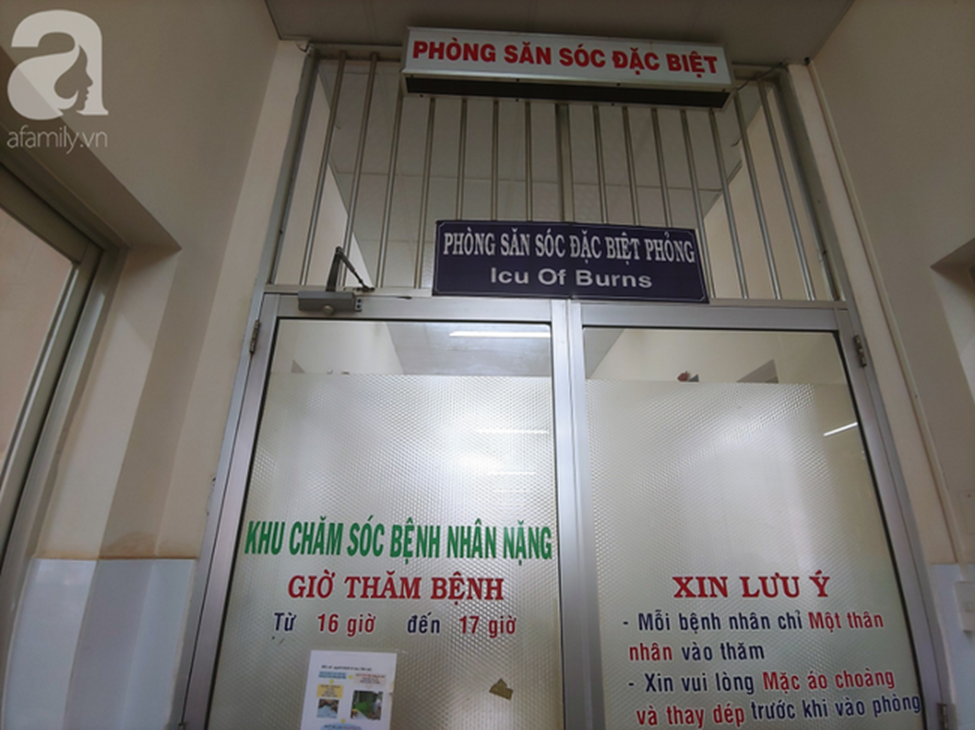 a
afamily.vn
PHÒNG SĂN SÓC ĐẶC BIỆT
PHÒNG SĂN SÓC ĐẶC BIỆT PHỎNG
Icu Of Burns
KHU CHĂM SÓC BỆNH NHÂN NẶNG
GIỜ THĂM BỆNH
Từ 16 giờ đến 17 giờ
XIN LƯU Ý
- Mỗi bệnh nhân chỉ Một thân
nhân vào thăm
- Xin vui lòng Mặc áo choàng
và thay dép trước khi vào phòng